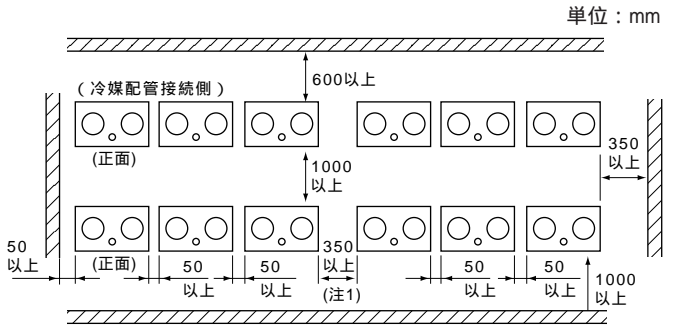 単位：mm
600以上
（冷媒配管接続側）
(正面)
1000
以上
350
以上
50
以上
(正面)
50
以上
50
以上
350
以上
(注1)
50
以上
50
以上
1000
以上